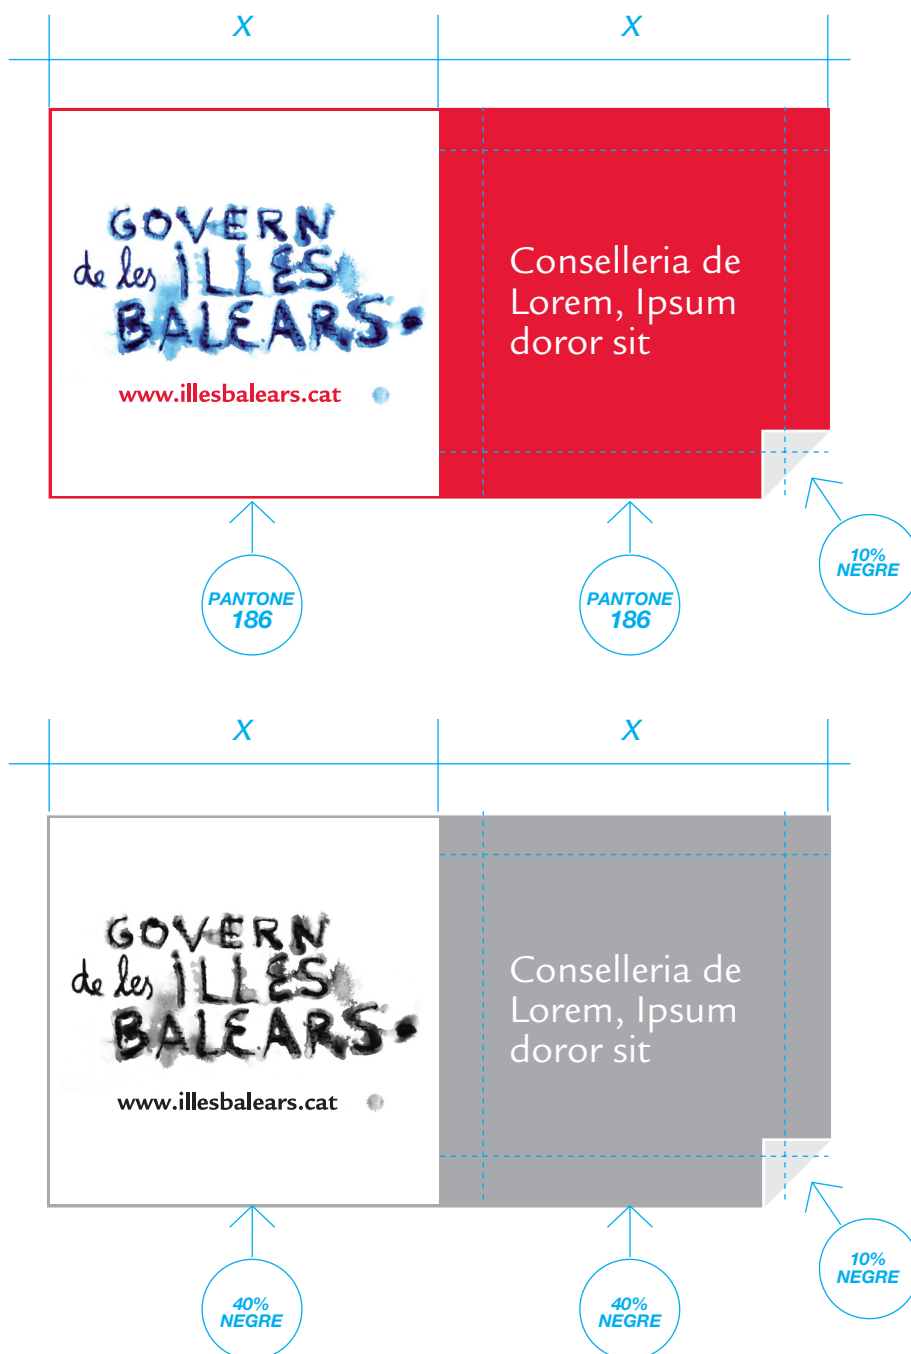 X
X
GOVERN
de les ILLES
BALEARS
www.illesbalears.cat
Conselleria de
Lorem, Ipsum
doror sit
10%
NEGRE
PANTONE
186
PANTONE
186
X
X
GOVERN
de les ILLES
BALEARS
www.illesbalears.cat
Conselleria de
Lorem, Ipsum
doror sit
10%
NEGRE
40%
NEGRE
40%
NEGRE